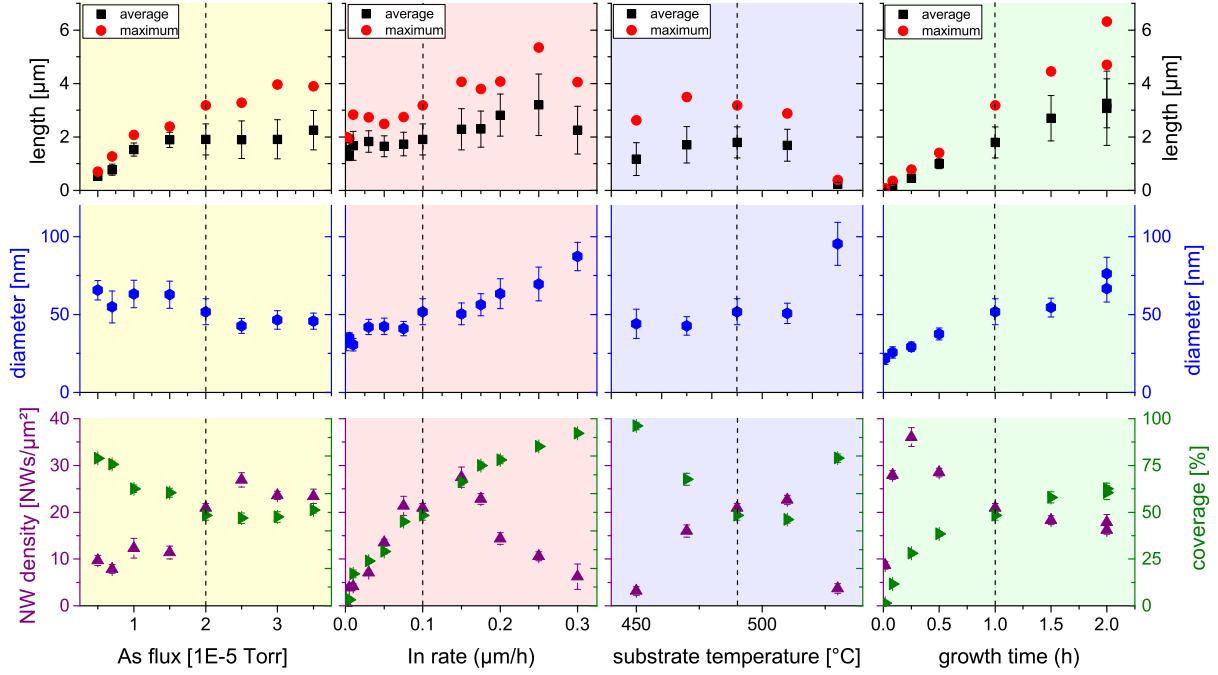 average average average average
maximum maximum maximum maximum
6 6
4 4
2 2
0 0
length [µm] length [µm]
100 100
50 50
0 0
diameter [nm] diameter [nm]
40 100
30 75
20 50
10 25
0 0
NW density [NWs/µm²] coverage [%]
1 2 3 0.0 0.1 0.2 0.3 450 500 0.0 0.5 1.0 1.5 2.0
As flux [1E-5 Torr] In rate (µm/h) substrate temperature [°C] growth time (h)